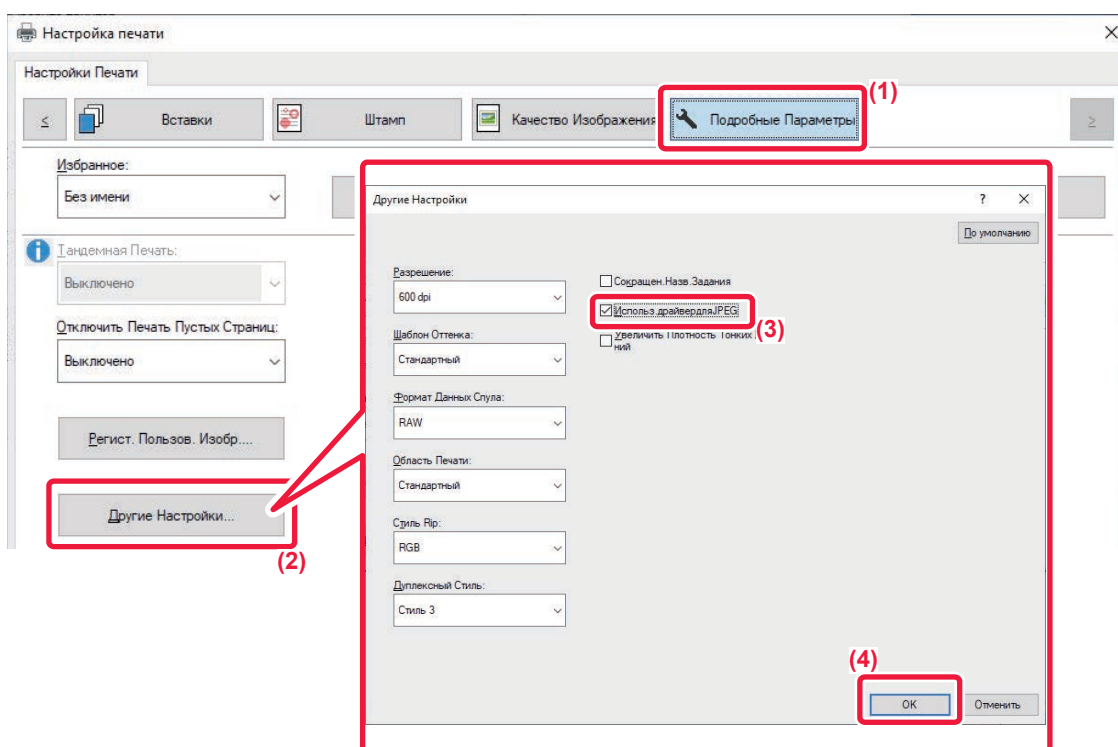 Настройка печати
Настройки Печати
(1)
<
Вставки
Штамп
Качество Изображения
Подробные Параметры
>
Избранное:
Без имени
Другие Настройки
?
По умолчанию
Тандемная Печать:
Выключено
Отключить Печать Пустых Страниц:
Выключено
Регист. Пользов. Изобр....
Другие Настройки...
(2)
Разрешение:
600 dpi
Шаблон Оттенка:
Стандартный
Формат Данных Спула:
RAW
Область Печати:
Стандартный
Стиль Rip:
RGB
Дуплексный Стиль:
Стиль 3
Сокращен.Назв.Задания
Использ.драйвердляJPEG
(3)
Увеличить Плотность Тонких
ний
(4)
OK
Отменить